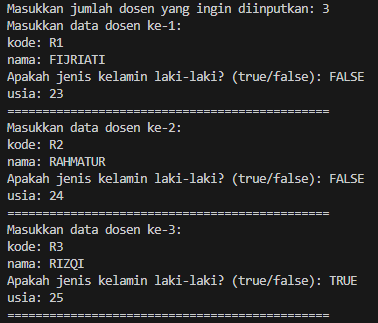 Masukkan jumlah dosen yang ingin diinputkan: 3
Masukkan data dosen ke-1:
kode: R1
nama: FIJRIATI
Apakah jenis kelamin laki-laki? (true/false): FALSE
usia: 23
==============================================
Masukkan data dosen ke-2:
kode: R2
nama: RAHMATUR
Apakah jenis kelamin laki-laki? (true/false): FALSE
usia: 24
==============================================
Masukkan data dosen ke-3:
kode: R3
nama: RIZQI
Apakah jenis kelamin laki-laki? (true/false): TRUE
usia: 25
==============================================